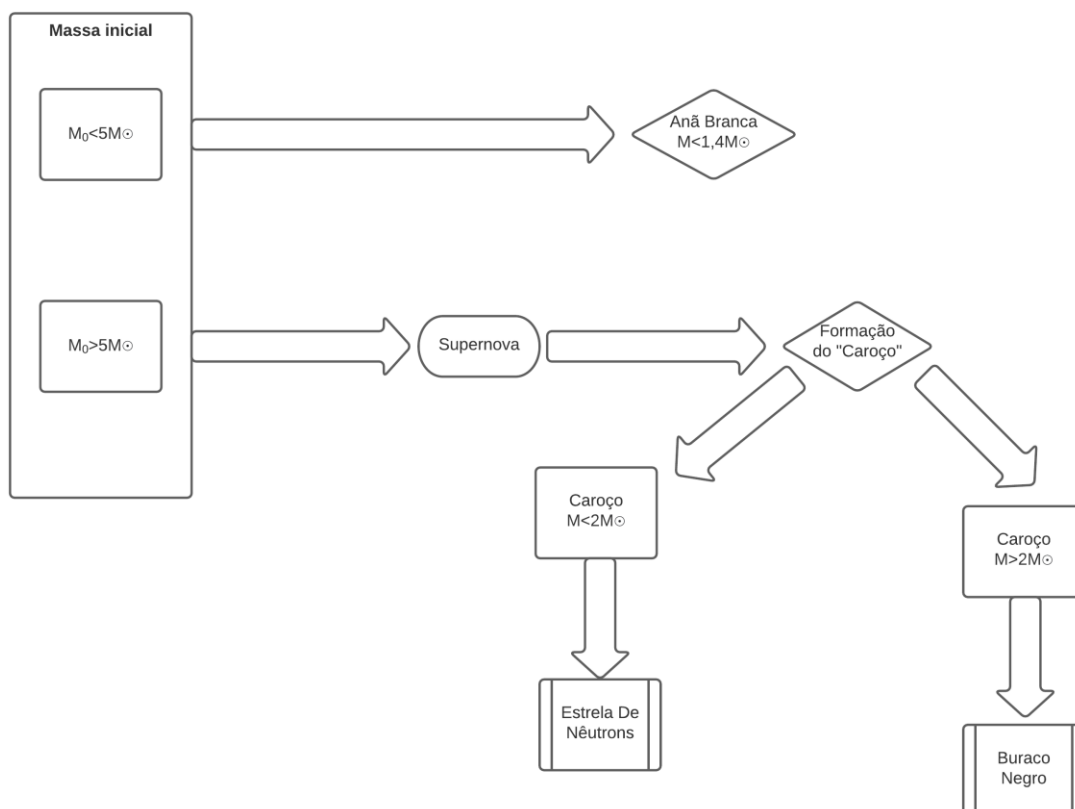 Massa inicial
M₀<5M☉
Anã Branca
M<1,4M☉
M₀>5M☉
Supernova
Formação
do "Caroço"
Caroço
M<2M☉
Caroço
M>2M☉
Estrela De
Nêutrons
Buraco
Negro